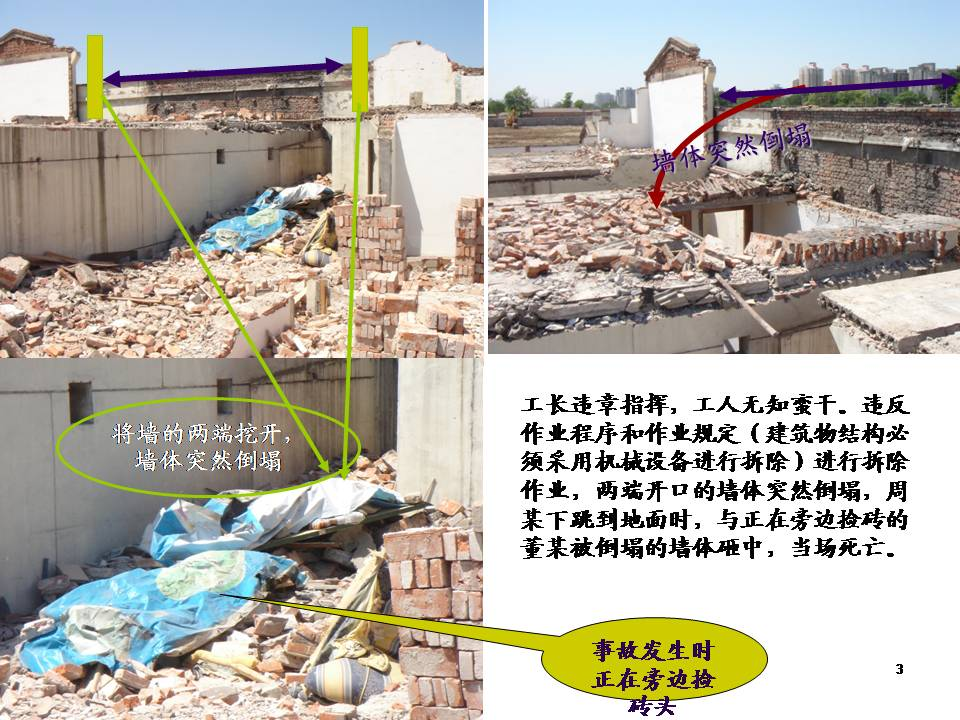 墙体突然倒塌
将墙的两端挖开，
墙体突然倒塌
工长违章指挥，工人无知蛮干。违反
作业程序和作业规定（建筑物结构必
须采用机械设备进行拆除）进行拆除
作业，两端开口的墙体突然倒塌，周
某下跳到地面时，与正在旁边捡砖的
董某被倒塌的墙体砸中，当场死亡。
事故发生时
正在旁边捡
砖头
3